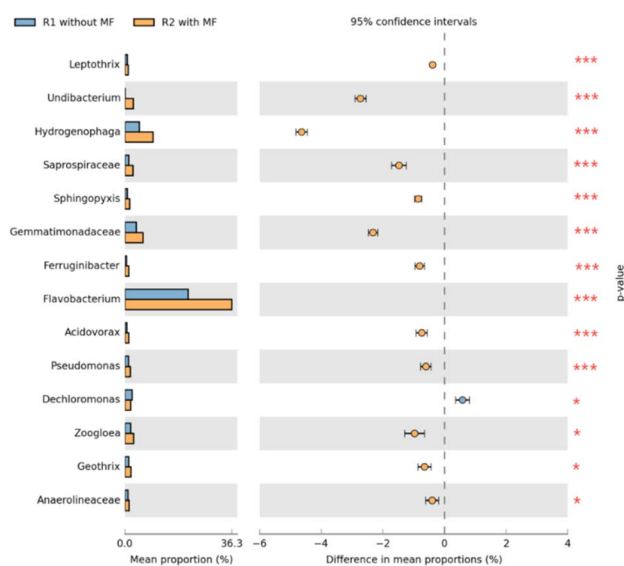 R1 without MF
R2 with MF
95% confidence intervals
Leptothrix ***
Undibacterium ***
Hydrogenophaga ***
Saprospiraceae ***
Sphingopyxis ***
Gemmatimonadaceae ***
Ferruginibacter ***
Flavobacterium ***
Acidovorax ***
Pseudomonas ***
Dechloromonas *
Zoogloea *
Geothrix *
Anaerolineaceae *
p-value
0.0 36.3 −6 −4 −2 0 2 4
Mean proportion (%) Difference in mean proportions (%)